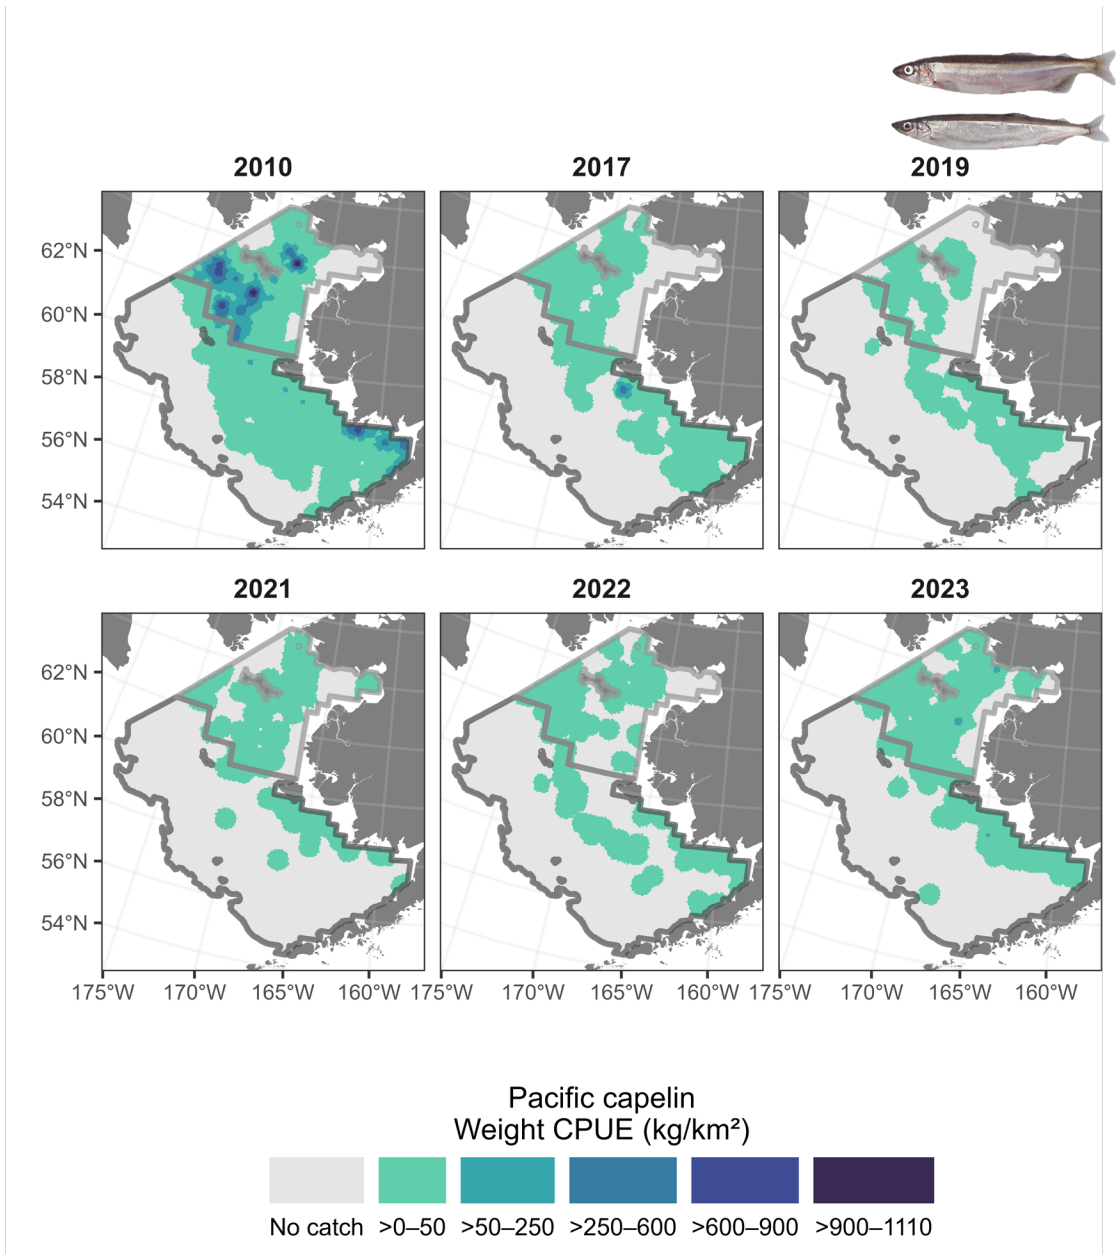 2010 2017 2019
62°N
60°N
58°N
56°N
54°N
2021 2022 2023
62°N
60°N
58°N
56°N
54°N
175°W 170°W 165°W 160°W 175°W 170°W 165°W 160°W 175°W 170°W 165°W 160°W
Pacific capelin
Weight CPUE (kg/km²)
No catch >0–50 >50–250 >250–600 >600–900 >900–1110